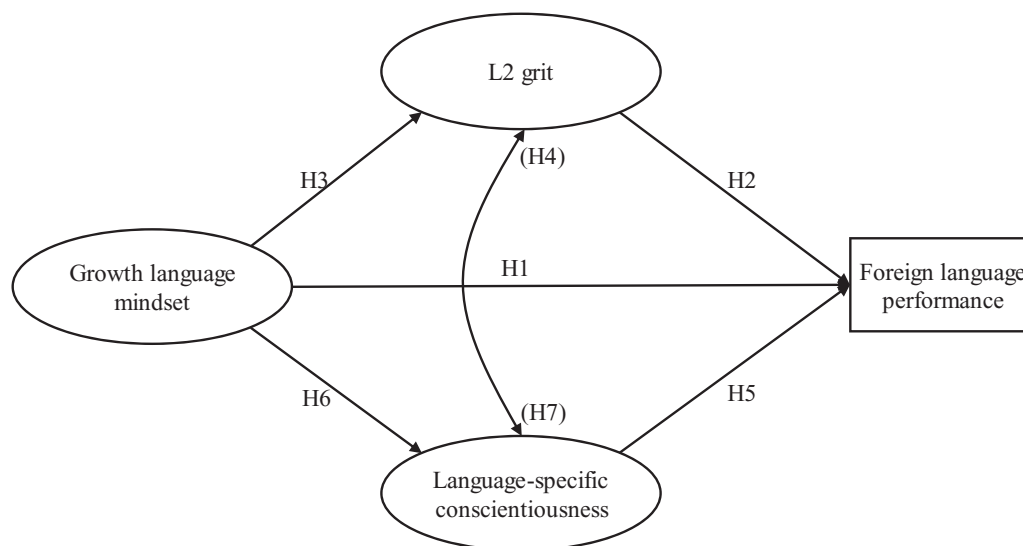 L2 grit
(H4)
H3
H2
Growth language
mindset
H1
Foreign language
performance
H6
(H7)
H5
Language-specific
conscientiousness